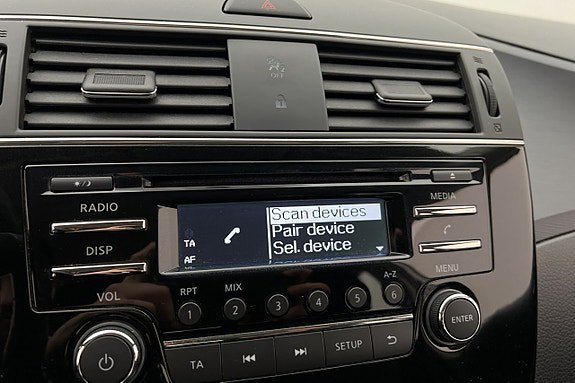 OFF
RADIO
MEDIA
Scan devices
Pair device
Sel. device
TA
AF
DISP
VOL
MENU
RPT
MIX
A-Z
1
2
3
4
5
6
ENTER
TA
SETUP